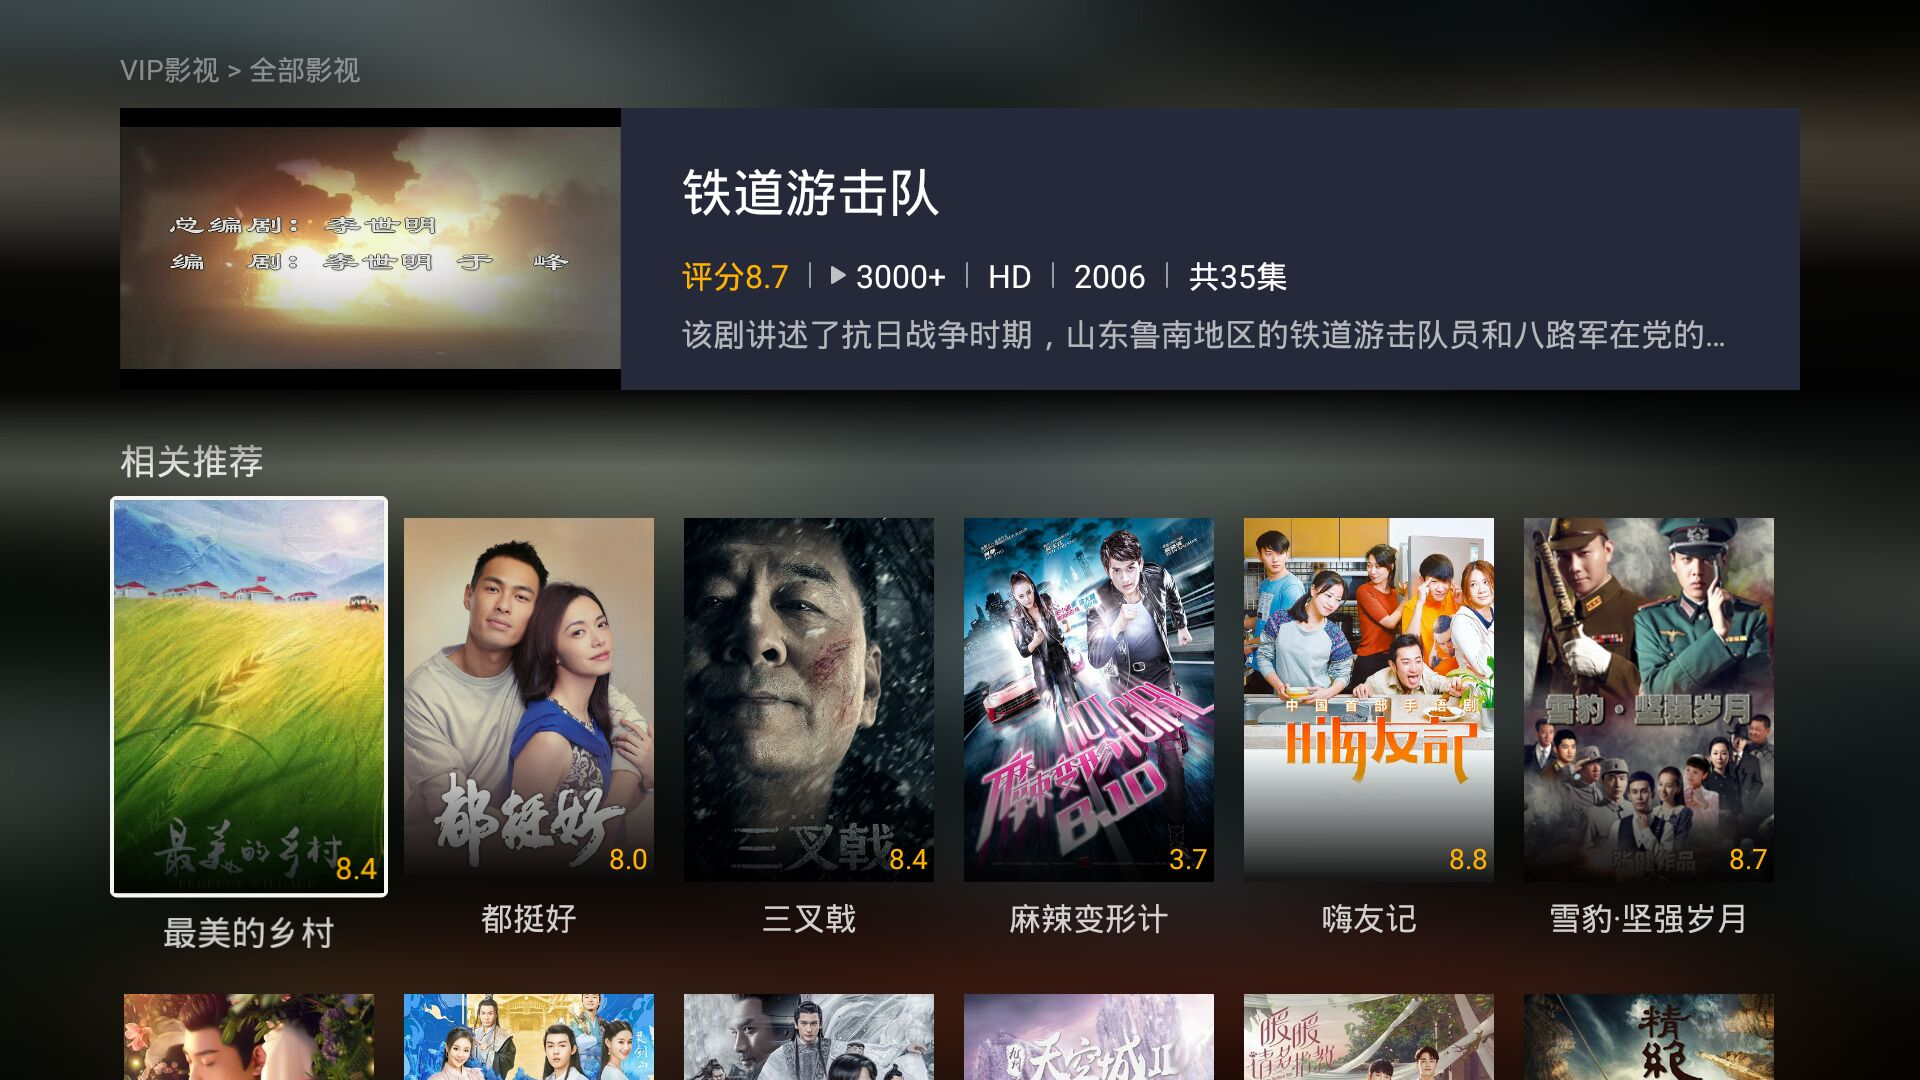 VIP影视 > 全部影视
总编剧：李世明
编 剧：李世明 于 峰
铁道游击队
评分8.7 3000+ HD 2006 共35集
该剧讲述了抗日战争时期，山东鲁南地区的铁道游击队员和八路军在党的...
相关推荐
最美的乡村
PERFECT VILLAGE
8.4
都挺好
8.0
三叉戟
8.4
HOT GIRL
麻辣变形计
8.10
3.7
中国首部手语剧
嗨友记
8.8
雪豹·坚强岁月
张健作品
8.7
最美的乡村
都挺好
三叉戟
麻辣变形计
嗨友记
雪豹·坚强岁月
天空城II
暖暖
请多指教
精绝